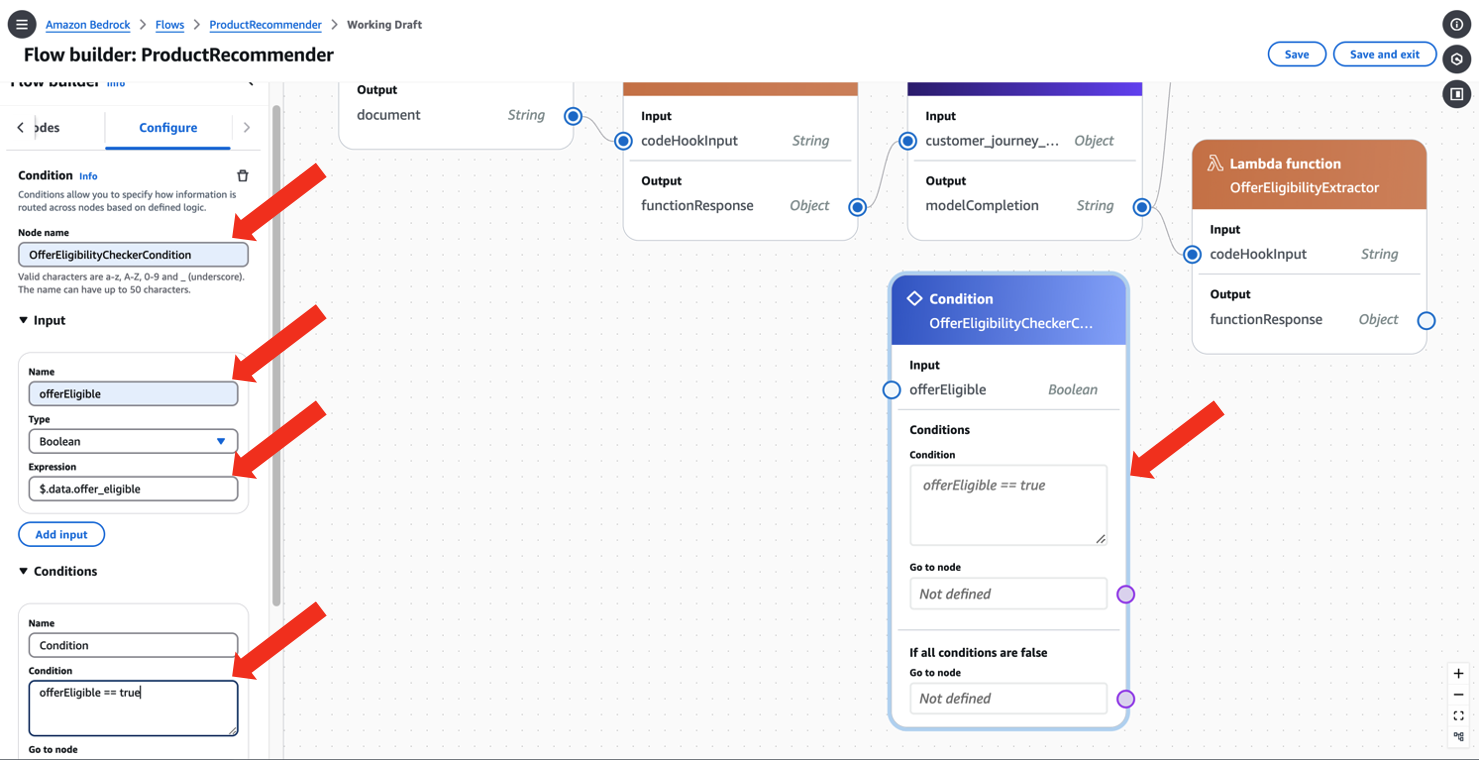 Amazon Bedrock > Flows > ProductRecommender > Working Draft
Flow builder: ProductRecommender
Save
Save and exit
Flow builder Info
odes
Configure
Condition Info
Conditions allow you to specify how information is
routed across nodes based on defined logic.
Node name
OfferEligibilityCheckerCondition
Valid characters are a-z, A-Z, 0-9 and _ (underscore).
The name can have up to 50 characters.
Input
Name
offerEligible
Type
Boolean
Expression
$.data.offer_eligible
Add input
Conditions
Name
Condition
Condition
offerEligible == true
Go to node
Output
document String
Input
codeHookInput String
Output
functionResponse Object
Input
customer_journey_... Object
Output
modelCompletion String
Lambda function
OfferEligibilityExtractor
Input
codeHookInput String
Output
functionResponse Object
Condition
OfferEligibilityCheckerC...
Input
offerEligible Boolean
Conditions
Condition
offerEligible == true
Go to node
Not defined
If all conditions are false
Go to node
Not defined